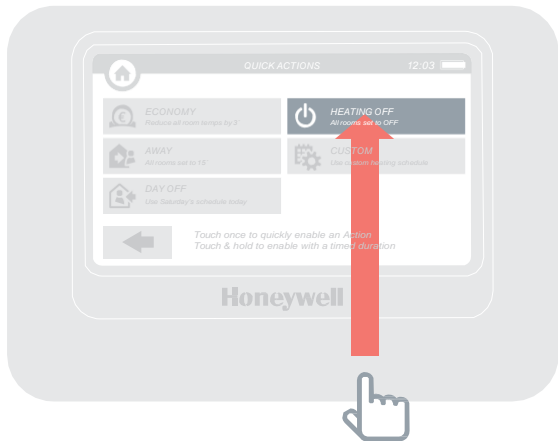 QUICK ACTIONS 12:03
ECONOMY
Reduce all room temps by 3˚
HEATING OFF
All rooms set to OFF
AWAY
All rooms set to 15˚
CUSTOM
Use custom heating schedule
DAY OFF
Use Saturday's schedule today
Touch once to quickly enable an Action
Touch & hold to enable with a timed duration
Honeywell